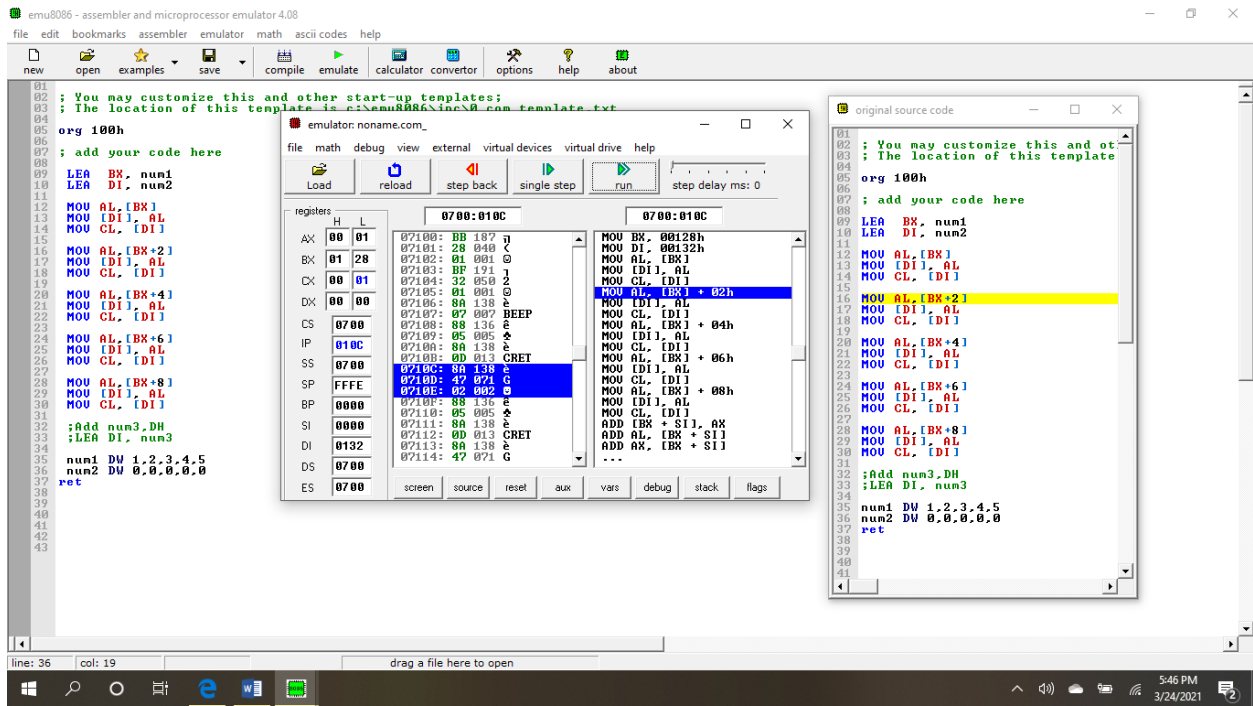 emu8086 - assembler and microprocessor emulator 4.08
file edit bookmarks assembler emulator math ascii codes help
new open examples save compile emulate calculator convertor options help about
01
02 ; You may customize this and other start-up templates;
03 ; The location of this template is c:\emu8086\inc\0_com_template.txt
04
05 org 100h
06
07 ; add your code here
08
09 LEA BX, num1
10 LEA DI, num2
11
12 MOV AL,[BX]
13 MOV [DI], AL
14 MOV CL, [DI]
15
16 MOV AL,[BX+2]
17 MOV [DI], AL
18 MOV CL, [DI]
19
20 MOV AL,[BX+4]
21 MOV [DI], AL
22 MOV CL, [DI]
23
24 MOV AL,[BX+6]
25 MOV [DI], AL
26 MOV CL, [DI]
27
28 MOV AL,[BX+8]
29 MOV [DI], AL
30 MOV CL, [DI]
31
32 ;Add num3,DH
33 ;LEA DI, num3
34
35 num1 DW 1,2,3,4,5
36 num2 DW 0,0,0,0,0
37 ret
38
39
40
41
42
43
emulator: noname.com_
file math debug view external virtual devices virtual drive help
Load reload step back single step run step delay ms: 0
registers
H L
AX 00 01
BX 01 28
CX 00 01
DX 00 00
CS 0700
IP 010C
SS 0700
SP FFFE
BP 0000
SI 0000
DI 0132
DS 0700
ES 0700
0700:010C
07100: BB 187 ╗
07101: 28 040 (
07102: 01 001 ☺
07103: BF 191 ┐
07104: 32 050 2
07105: 01 001 ☺
07106: 8A 138 è
07107: 07 007 BEEP
07108: 88 136 ê
07109: 05 005 ♣
0710A: 8A 138 è
0710B: 0D 013 CRET
0710C: 8A 138 è
0710D: 47 071 G
0710E: 02 002 ☻
0710F: 88 136 ê
07110: 05 005 ♣
07111: 8A 138 è
07112: 0D 013 CRET
07113: 8A 138 è
07114: 47 071 G
0700:010C
MOV BX, 00128h
MOV DI, 00132h
MOV AL, [BX]
MOV [DI], AL
MOV CL, [DI]
MOV AL, [BX] + 02h
MOV [DI], AL
MOV CL, [DI]
MOV AL, [BX] + 04h
MOV [DI], AL
MOV CL, [DI]
MOV AL, [BX] + 06h
MOV [DI], AL
MOV CL, [DI]
MOV AL, [BX] + 08h
MOV [DI], AL
MOV CL, [DI]
ADD [BX + SI], AX
ADD AL, [BX + SI]
ADD AX, [BX + SI]
...
screen source reset aux vars debug stack flags
original source code
01
02 ; You may customize this and ot
03 ; The location of this template
04
05 org 100h
06
07 ; add your code here
08
09 LEA BX, num1
10 LEA DI, num2
11
12 MOV AL,[BX]
13 MOV [DI], AL
14 MOV CL, [DI]
15
16 MOV AL,[BX+2]
17 MOV [DI], AL
18 MOV CL, [DI]
19
20 MOV AL,[BX+4]
21 MOV [DI], AL
22 MOV CL, [DI]
23
24 MOV AL,[BX+6]
25 MOV [DI], AL
26 MOV CL, [DI]
27
28 MOV AL,[BX+8]
29 MOV [DI], AL
30 MOV CL, [DI]
31
32 ;Add num3,DH
33 ;LEA DI, num3
34
35 num1 DW 1,2,3,4,5
36 num2 DW 0,0,0,0,0
37 ret
38
39
40
41
line: 36 col: 19 drag a file here to open
5:46 PM
3/24/2021
2